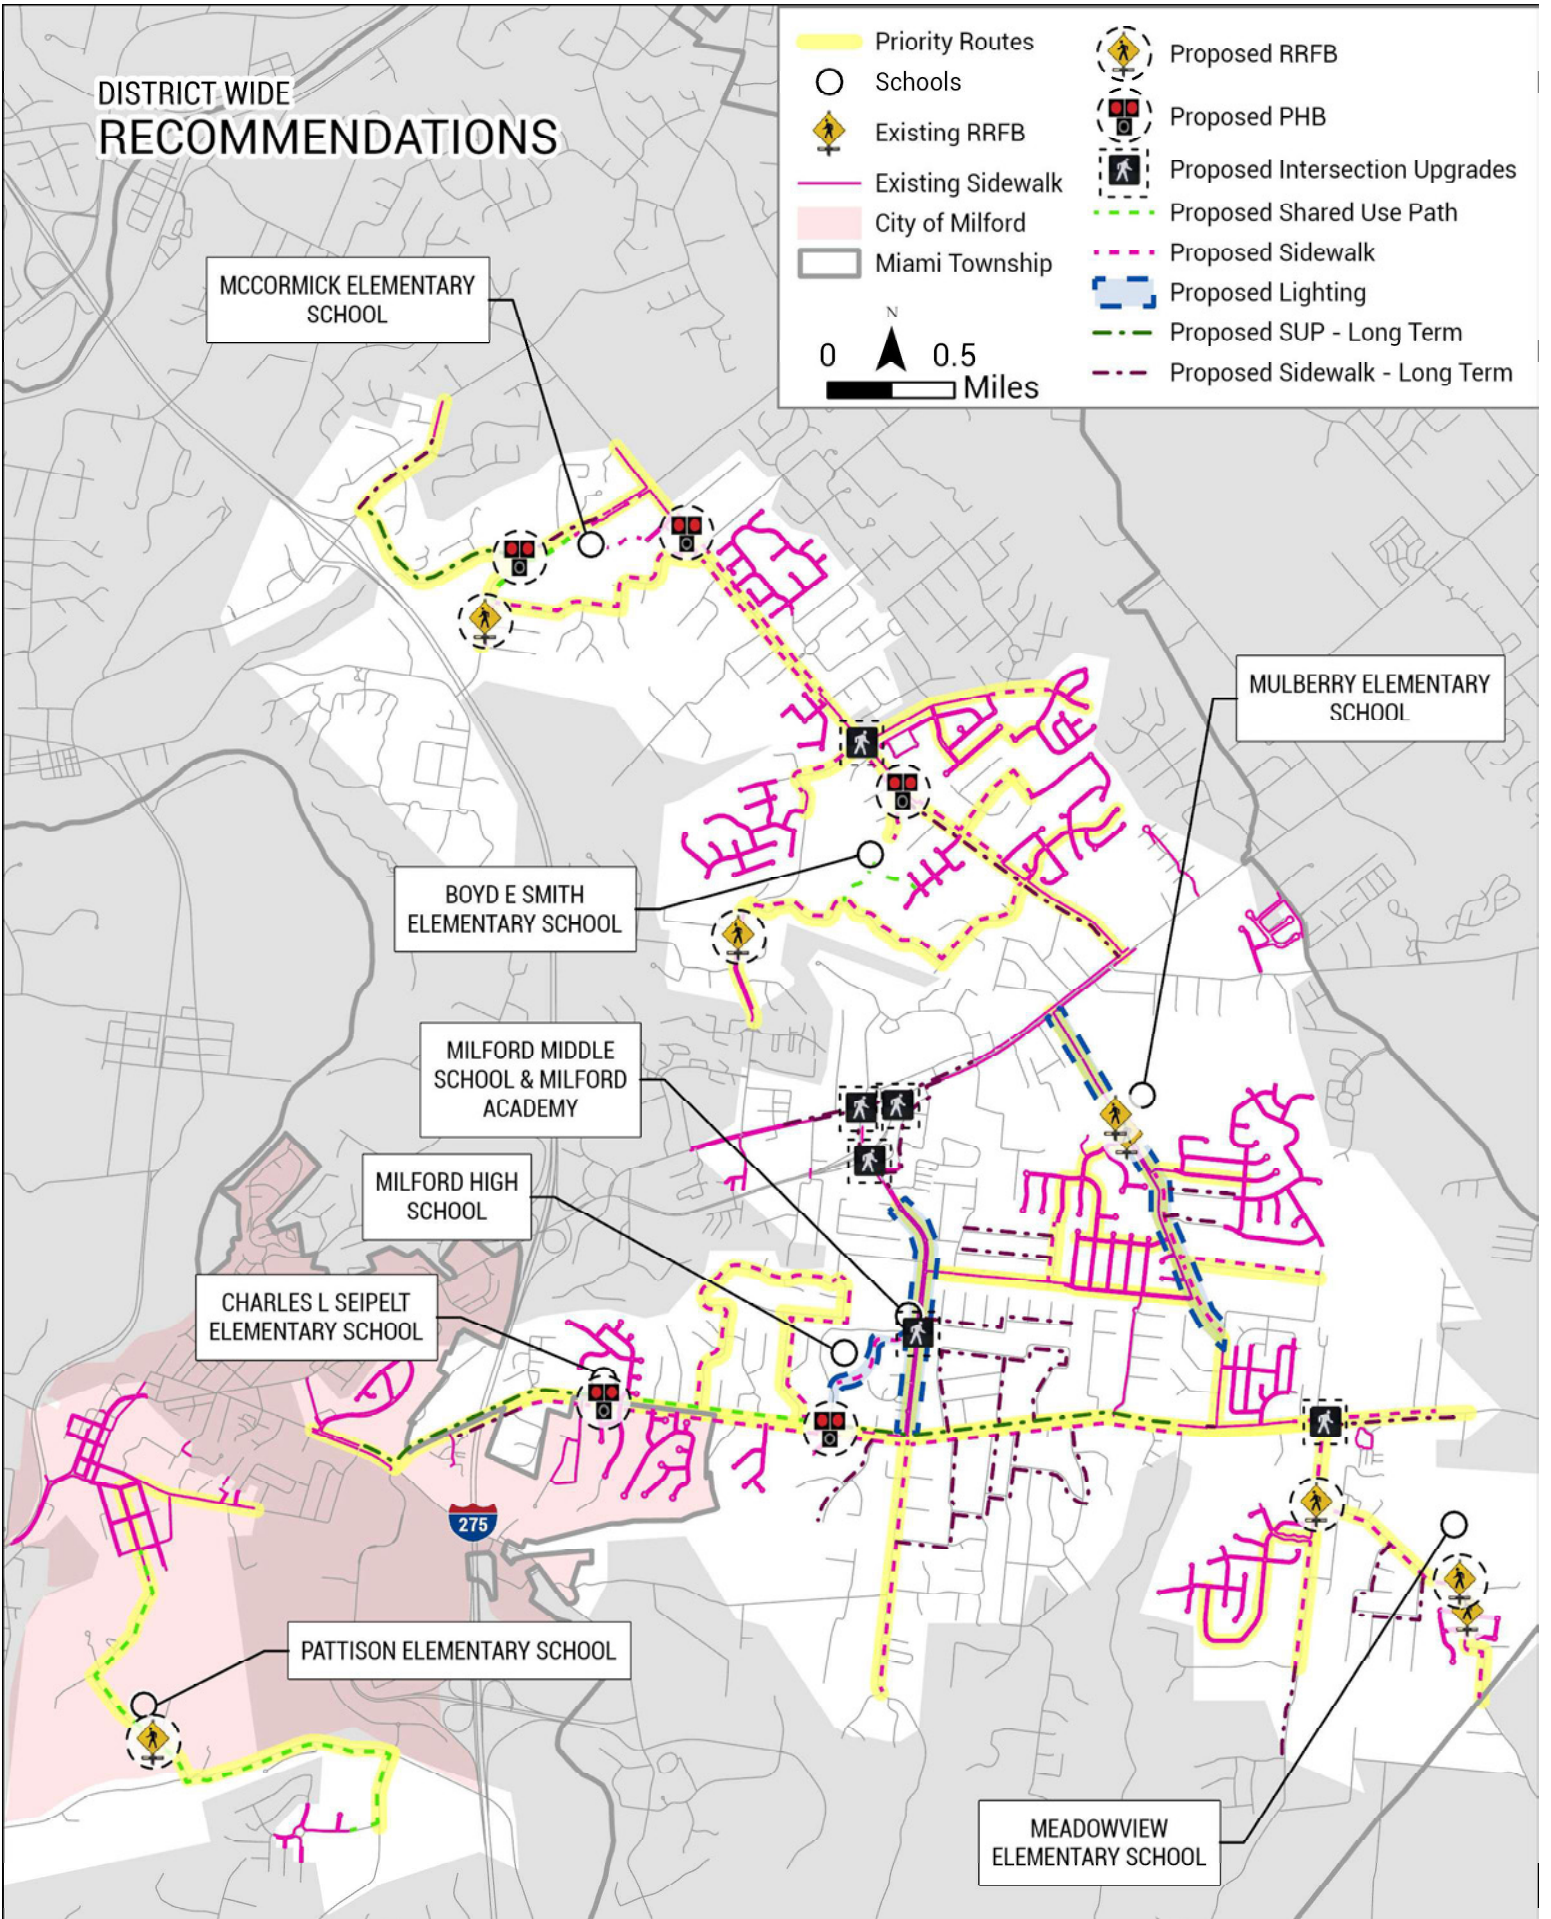 DISTRICT WIDE
RECOMMENDATIONS
Priority Routes
Schools
Existing RRFB
Existing Sidewalk
City of Milford
Miami Township
N
0 0.5
Miles
Proposed RRFB
Proposed PHB
Proposed Intersection Upgrades
Proposed Shared Use Path
Proposed Sidewalk
Proposed Lighting
Proposed SUP - Long Term
Proposed Sidewalk - Long Term
MCCORMICK ELEMENTARY
SCHOOL
MULBERRY ELEMENTARY
SCHOOL
BOYD E SMITH
ELEMENTARY SCHOOL
MILFORD MIDDLE
SCHOOL & MILFORD
ACADEMY
MILFORD HIGH
SCHOOL
CHARLES L SEIPELT
ELEMENTARY SCHOOL
275
PATTISON ELEMENTARY SCHOOL
MEADOWVIEW
ELEMENTARY SCHOOL